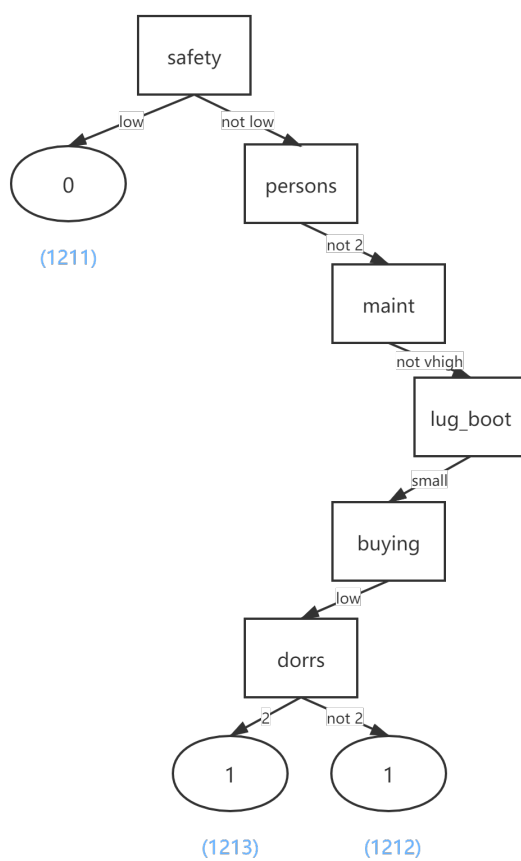 safety
low
not low
0
persons
(1211)
not 2
maint
not vhigh
lug_boot
small
buying
low
dorrs
2
not 2
1
1
(1213)
(1212)